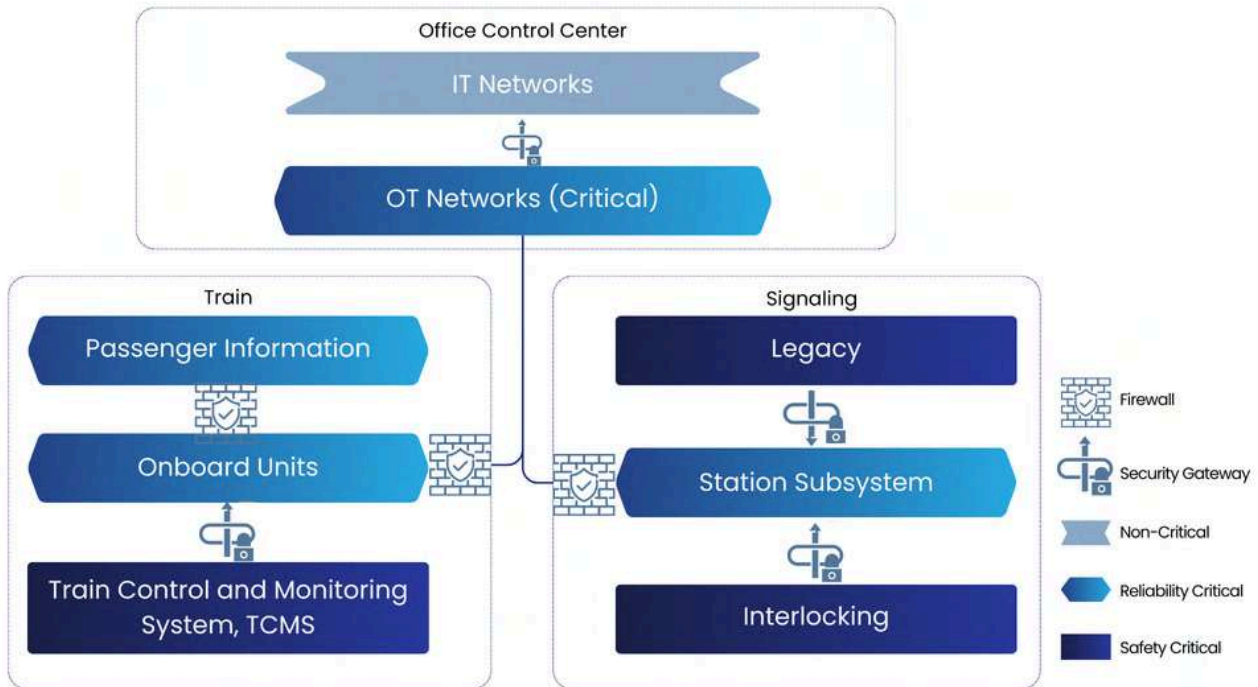 Office Control Center
IT Networks
OT Networks (Critical)
Train
Passenger Information
Onboard Units
Train Control and Monitoring
System, TCMS
Signaling
Legacy
Station Subsystem
Interlocking
Firewall
Security Gateway
Non-Critical
Reliability Critical
Safety Critical